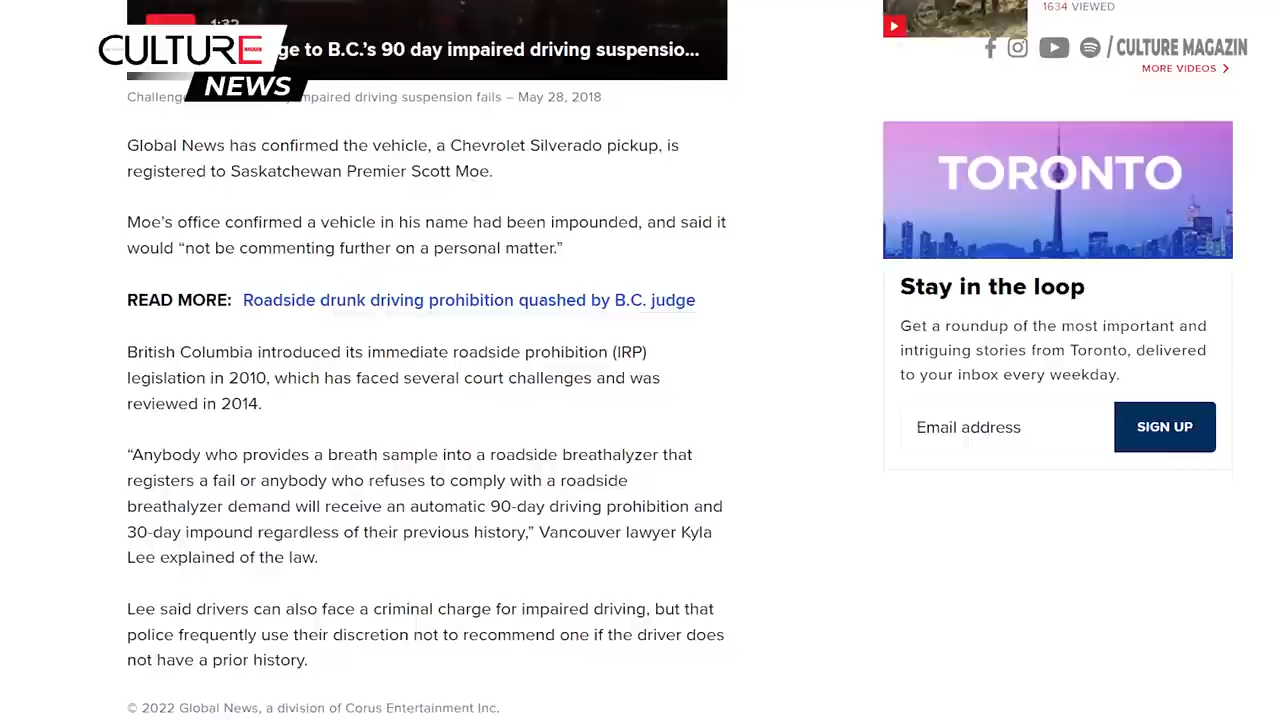 1:32
CULTURE
NEWS
ge to B.C.’s 90 day impaired driving suspensio...
1634 VIEWED
/ CULTURE MAGAZIN
MORE VIDEOS
Challeng mpaired driving suspension fails – May 28, 2018
Global News has confirmed the vehicle, a Chevrolet Silverado pickup, is
registered to Saskatchewan Premier Scott Moe.
Moe’s office confirmed a vehicle in his name had been impounded, and said it
would “not be commenting further on a personal matter.”
READ MORE: Roadside drunk driving prohibition quashed by B.C. judge
British Columbia introduced its immediate roadside prohibition (IRP)
legislation in 2010, which has faced several court challenges and was
reviewed in 2014.
“Anybody who provides a breath sample into a roadside breathalyzer that
registers a fail or anybody who refuses to comply with a roadside
breathalyzer demand will receive an automatic 90-day driving prohibition and
30-day impound regardless of their previous history,” Vancouver lawyer Kyla
Lee explained of the law.
Lee said drivers can also face a criminal charge for impaired driving, but that
police frequently use their discretion not to recommend one if the driver does
not have a prior history.
© 2022 Global News, a division of Corus Entertainment Inc.
TORONTO
Stay in the loop
Get a roundup of the most important and
intriguing stories from Toronto, delivered
to your inbox every weekday.
Email address
SIGN UP